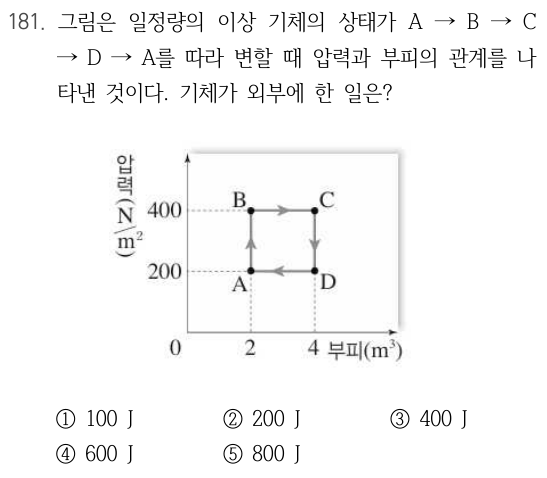 181. 그림은 일정량의 이상 기체의 상태가 A → B → C
→ D → A를 따라 변할 때 압력과 부피의 관계를 나
타낸 것이다. 기체가 외부에 한 일은?
압력(N/m²)
400
200
B
C
A
D
0
2
4
부피(m³)
① 100 J
② 200 J
③ 400 J
④ 600 J
⑤ 800 J